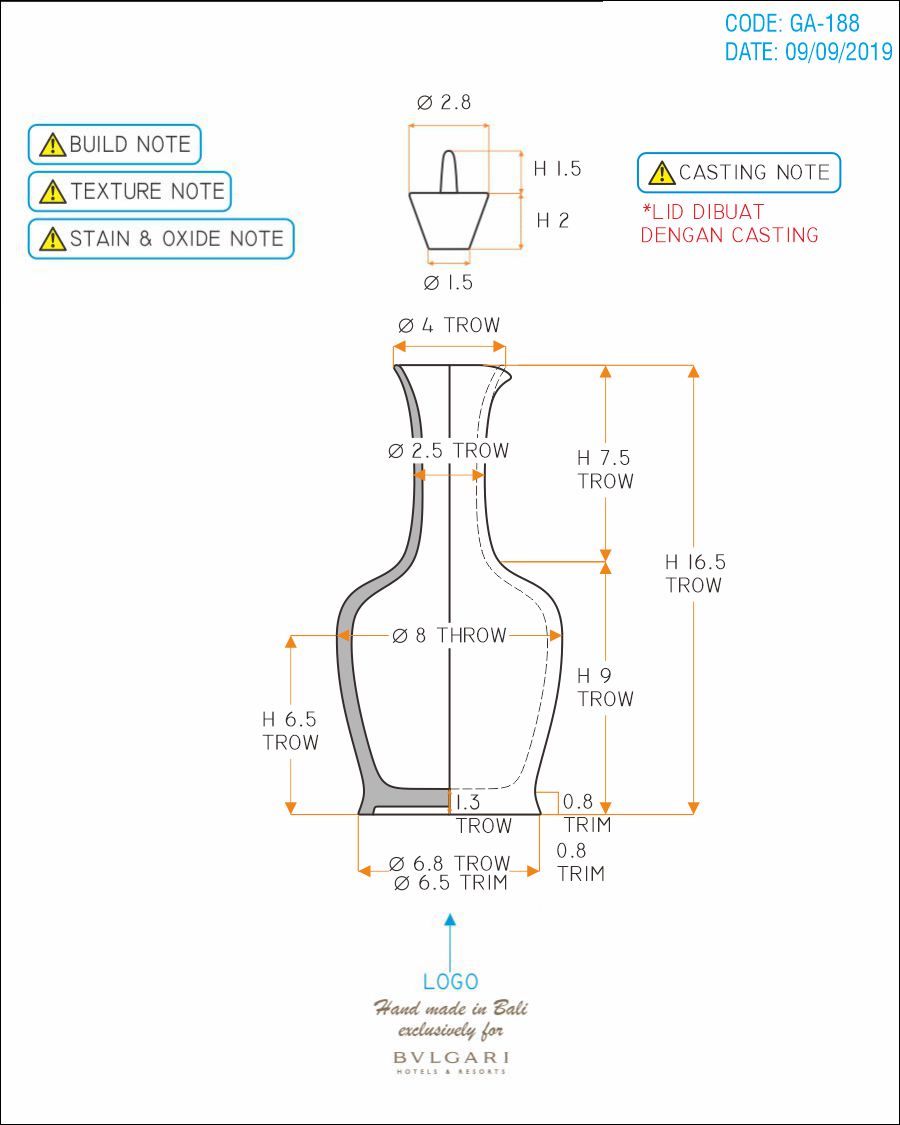 CODE: GA-188
DATE: 09/09/2019
BUILD NOTE
TEXTURE NOTE
STAIN & OXIDE NOTE
CASTING NOTE
*LID DIBUAT
DENGAN CASTING
Ø 2.8
H 1.5
H 2
Ø 1.5
Ø 4 TROW
Ø 2.5 TROW
H 7.5
TROW
H 16.5
TROW
Ø 8 THROW
H 9
TROW
H 6.5
TROW
1.3
TROW
0.8
TRIM
0.8
TRIM
Ø 6.8 TROW
Ø 6.5 TRIM
LOGO
Hand made in Bali
exclusively for
BVLGARI
HOTELS & RESORTS